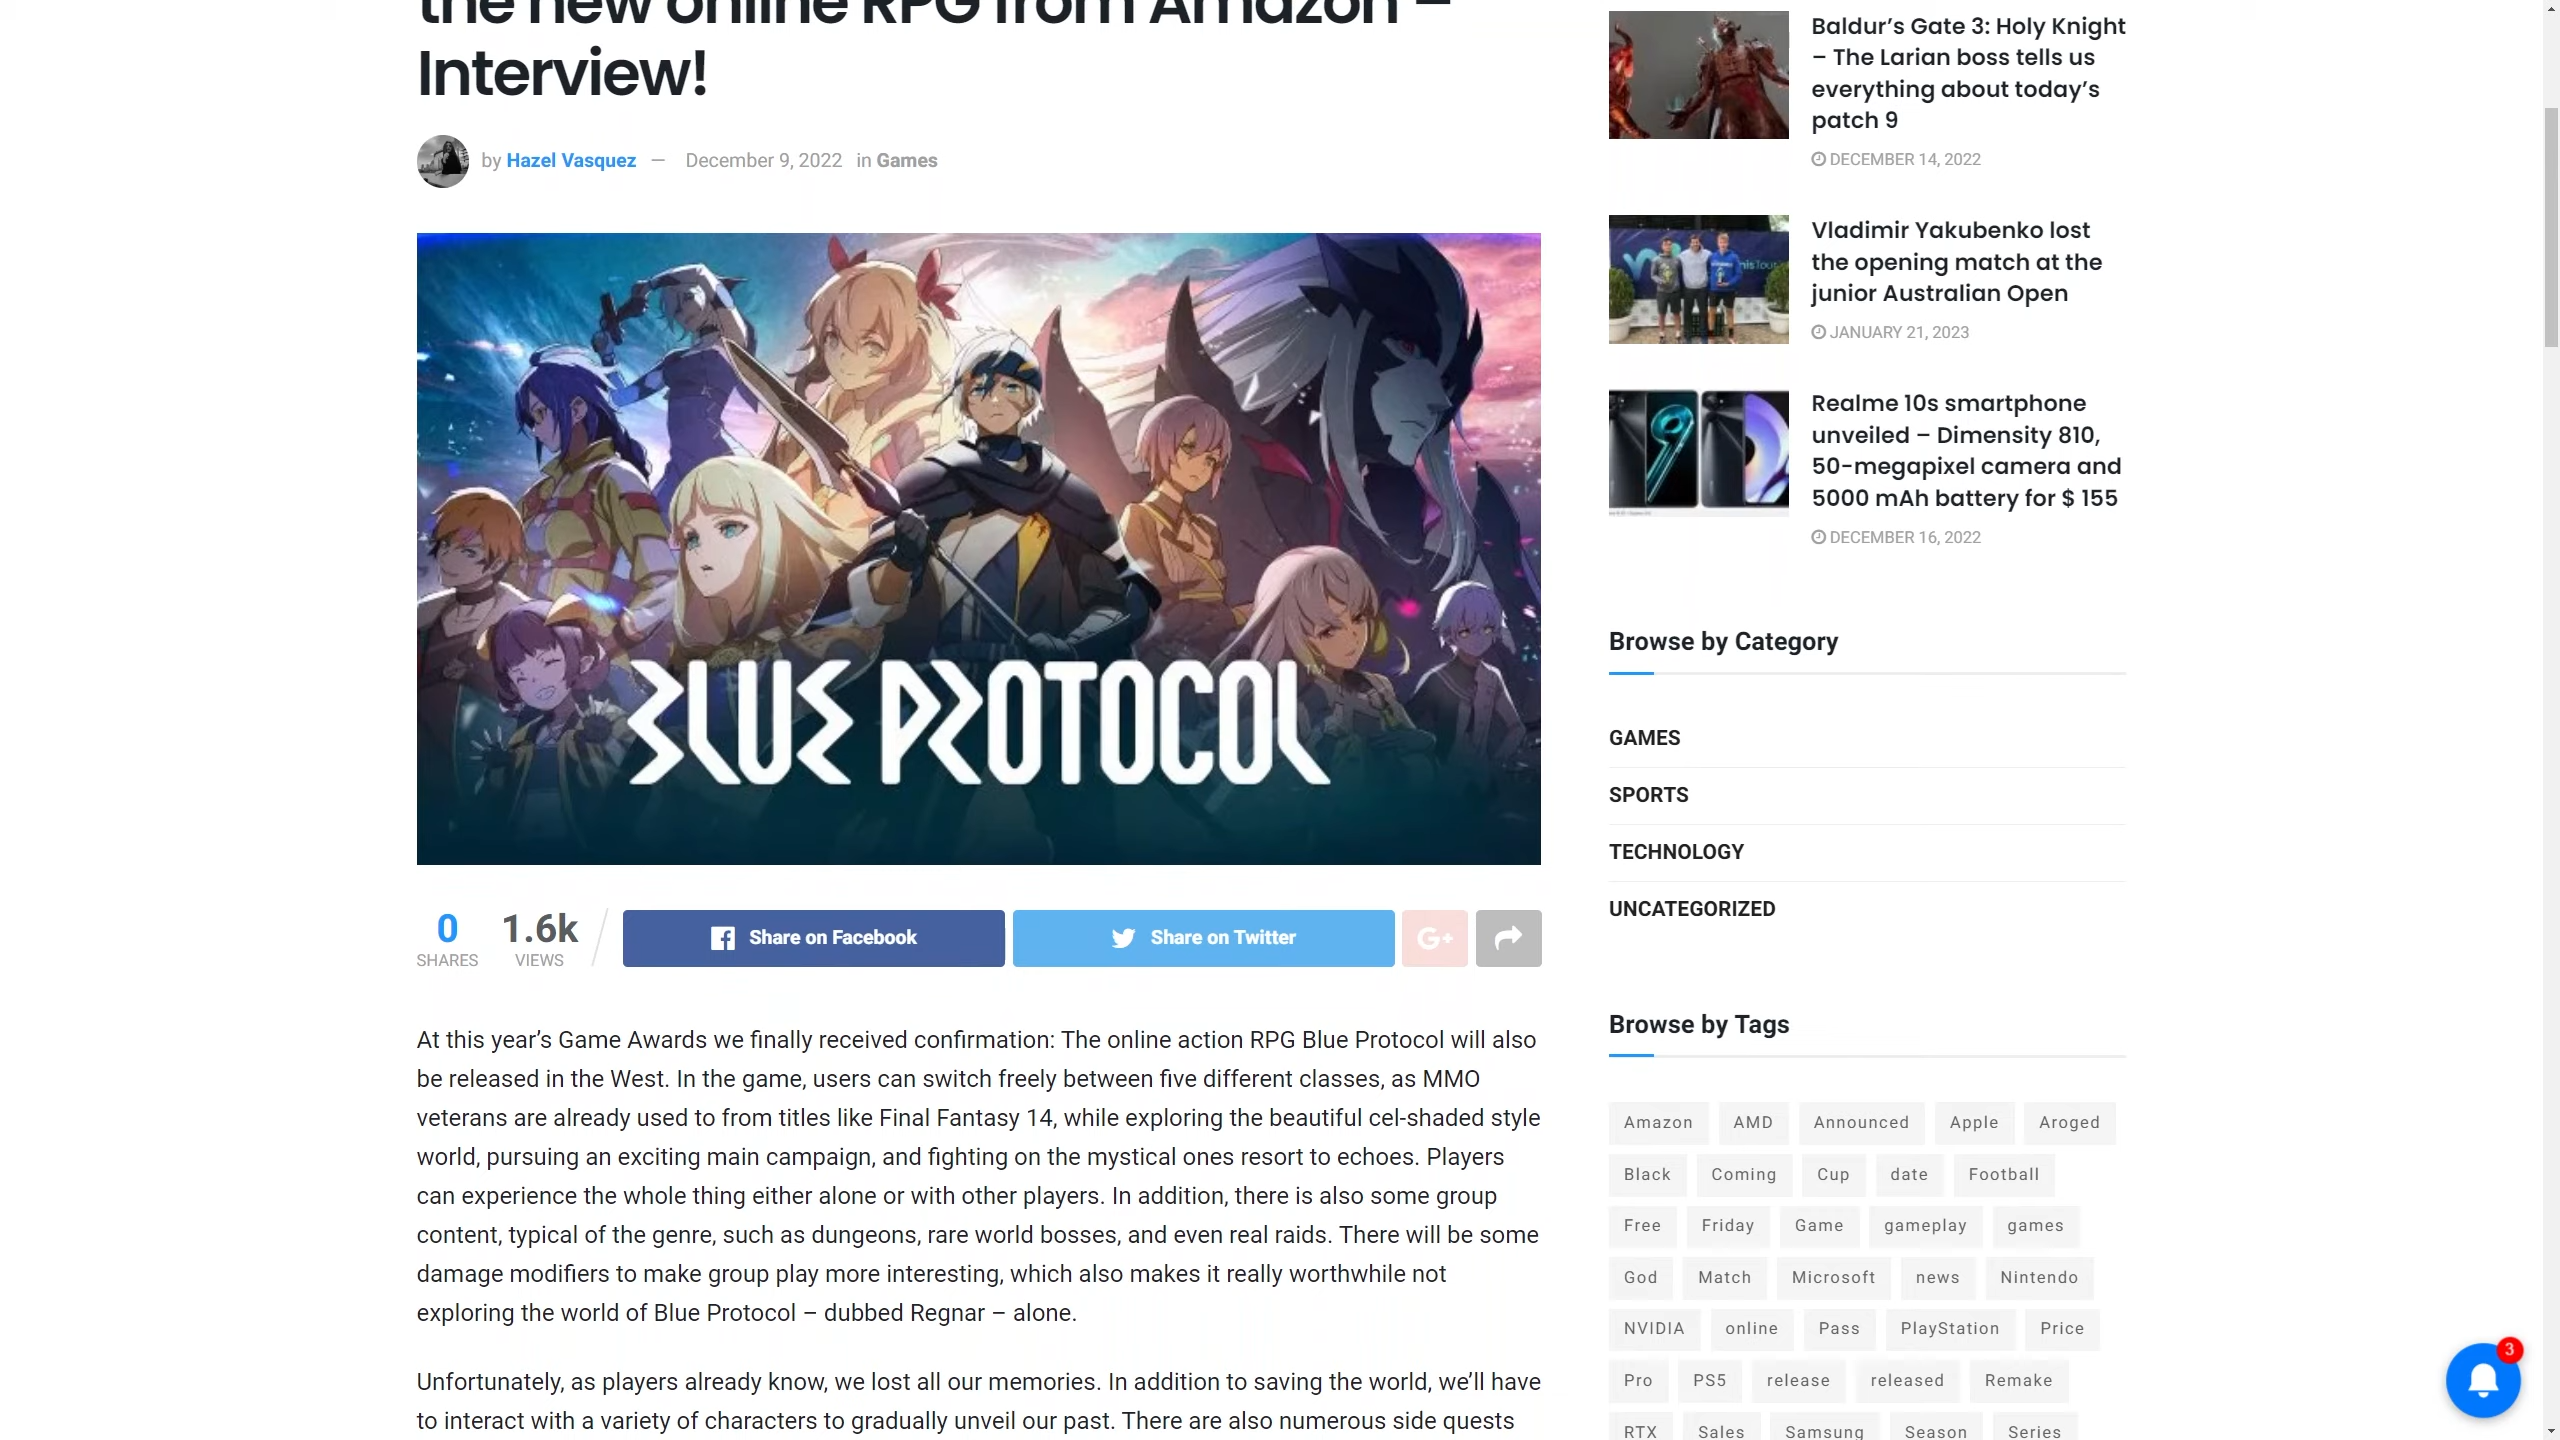 the new online RPG from Amazon –
Interview!
by Hazel Vasquez — December 9, 2022 in Games
BLUE PROTOCOL™
0
SHARES
1.6k
VIEWS
Share on Facebook
Share on Twitter
G+
At this year’s Game Awards we finally received confirmation: The online action RPG Blue Protocol will also
be released in the West. In the game, users can switch freely between five different classes, as MMO
veterans are already used to from titles like Final Fantasy 14, while exploring the beautiful cel-shaded style
world, pursuing an exciting main campaign, and fighting on the mystical ones resort to echoes. Players
can experience the whole thing either alone or with other players. In addition, there is also some group
content, typical of the genre, such as dungeons, rare world bosses, and even real raids. There will be some
damage modifiers to make group play more interesting, which also makes it really worthwhile not
exploring the world of Blue Protocol – dubbed Regnar – alone.
Unfortunately, as players already know, we lost all our memories. In addition to saving the world, we’ll have
to interact with a variety of characters to gradually unveil our past. There are also numerous side quests
Baldur’s Gate 3: Holy Knight
– The Larian boss tells us
everything about today’s
patch 9
DECEMBER 14, 2022
Vladimir Yakubenko lost
the opening match at the
junior Australian Open
JANUARY 21, 2023
Realme 10s smartphone
unveiled – Dimensity 810,
50-megapixel camera and
5000 mAh battery for $ 155
DECEMBER 16, 2022
Browse by Category
GAMES
SPORTS
TECHNOLOGY
UNCATEGORIZED
Browse by Tags
Amazon AMD Announced Apple Aroged
Black Coming Cup date Football
Free Friday Game gameplay games
God Match Microsoft news Nintendo
NVIDIA online Pass PlayStation Price
Pro PS5 release released Remake
RTX Sales Samsung Season Series
3